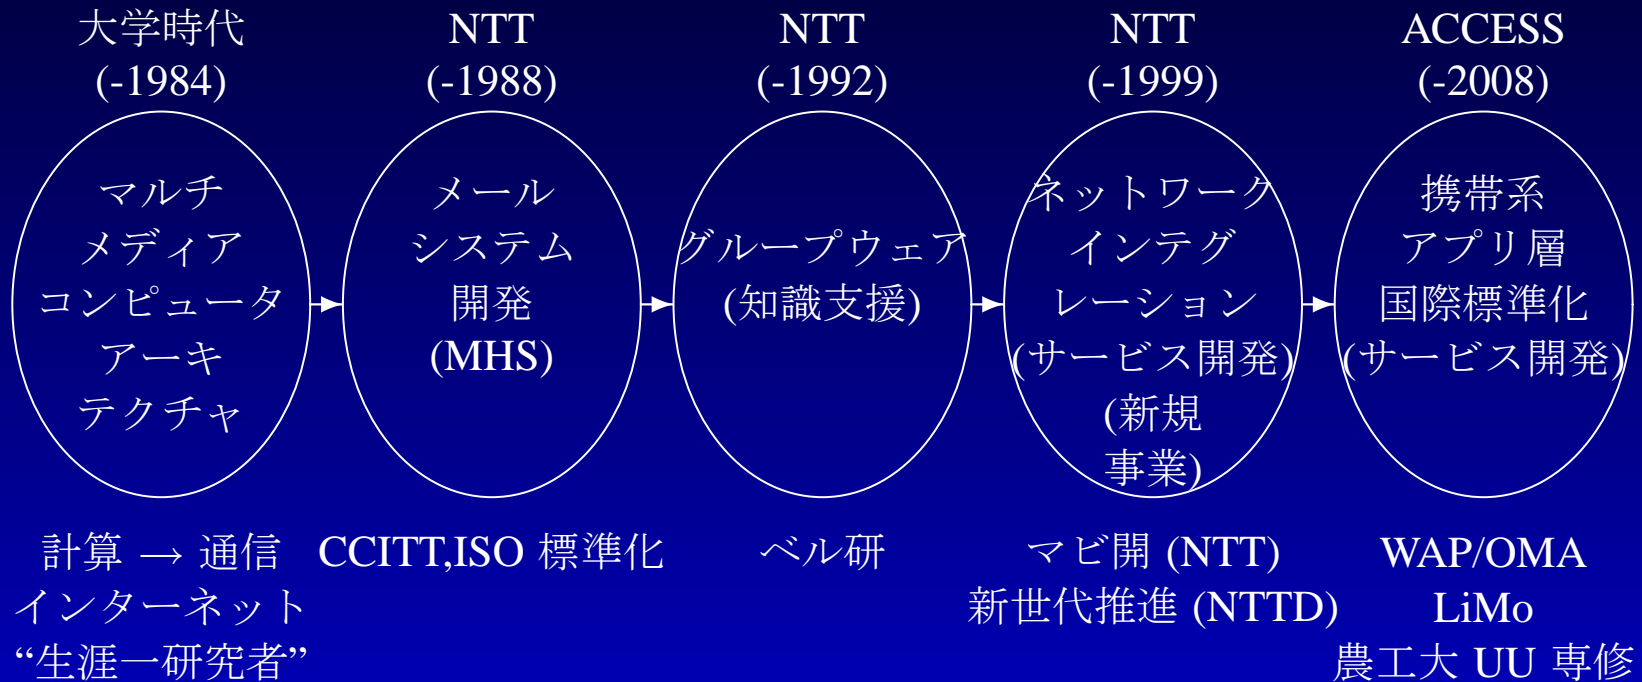 大学時代
(-1984)
マルチ
メディア
コンピュータ
アーキ
テクチャ
計算 → 通信
インターネット
“生涯一研究者”
NTT
(-1988)
メール
システム
開発
(MHS)
CCITT,ISO 標準化
NTT
(-1992)
グループウェア
(知識支援)
ベル研
NTT
(-1999)
ネットワーク
インテグ
レーション
(サービス開発)
(新規
事業)
マビ開 (NTT)
新世代推進 (NTTD)
ACCESS
(-2008)
携帯系
アプリ層
国際標準化
(サービス開発)
WAP/OMA
LiMo
農工大 UU 専修